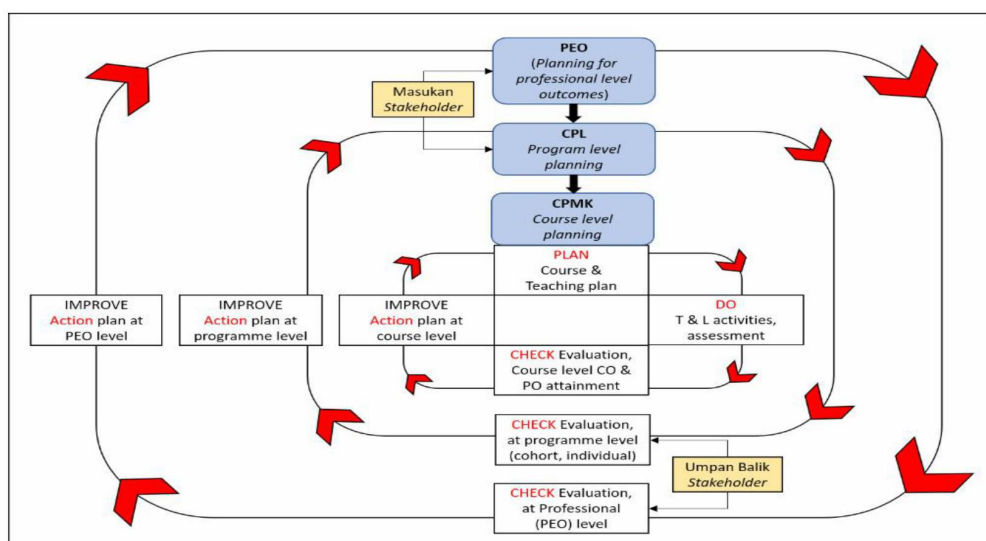 PEO
(Planning for
professional level
outcomes)
Masukan
Stakeholder
CPL
Program level
planning
CPMK
Course level
planning
PLAN
Course &
Teaching plan
IMPROVE
Action plan at
PEO level
IMPROVE
Action plan at
programme level
IMPROVE
Action plan at
course level
DO
T & L activities,
assessment
CHECK Evaluation,
Course level CO &
PO attainment
CHECK Evaluation,
at programme level
(cohort, individual)
Umpan Balik
Stakeholder
CHECK Evaluation,
at Professional
(PEO) level